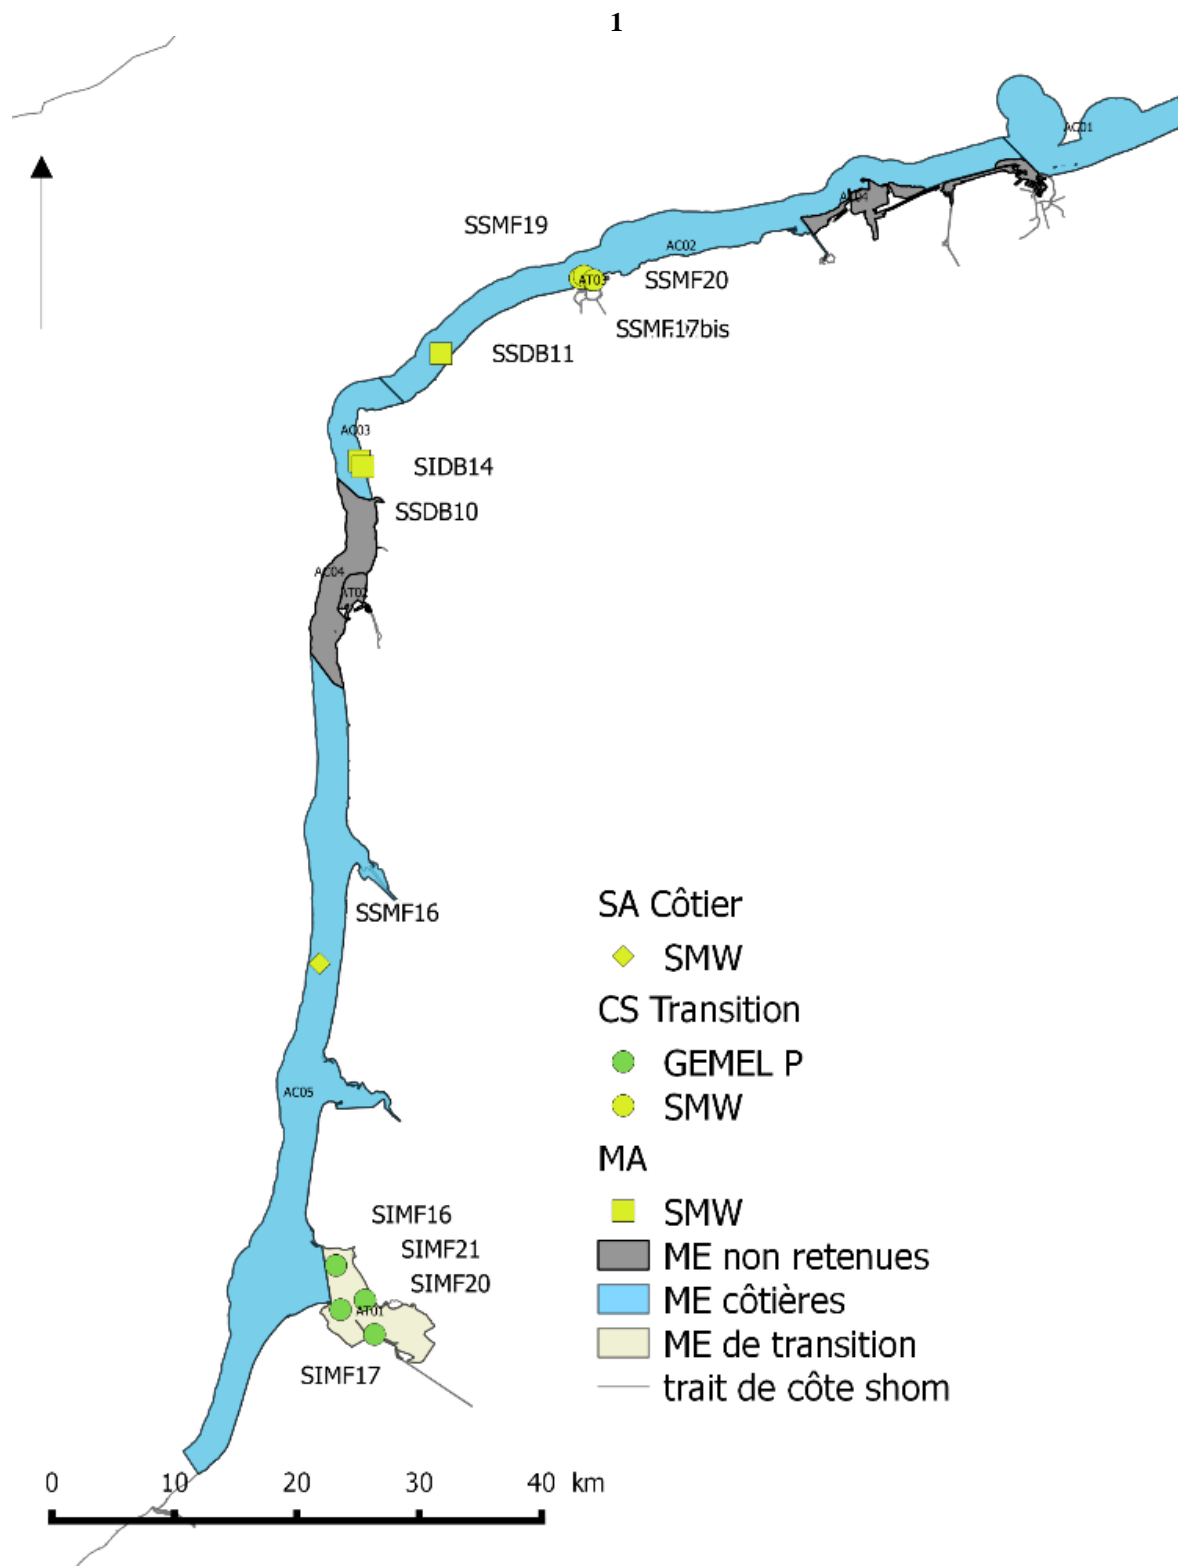 1
AC01
AC02
SSMF19
AT03
SSMF20
SSMF17bis
SSDB11
AC03
SIDB14
SSDB10
AC04
AT02
SSMF16
SA Côtier
SMW
CS Transition
AC05
GEMEL P
SMW
MA
SMW
SIMF16
SIMF21
ME non retenues
SIMF20
ME côtières
AT01
ME de transition
SIMF17
trait de côte shom
0 10 20 30 40 km